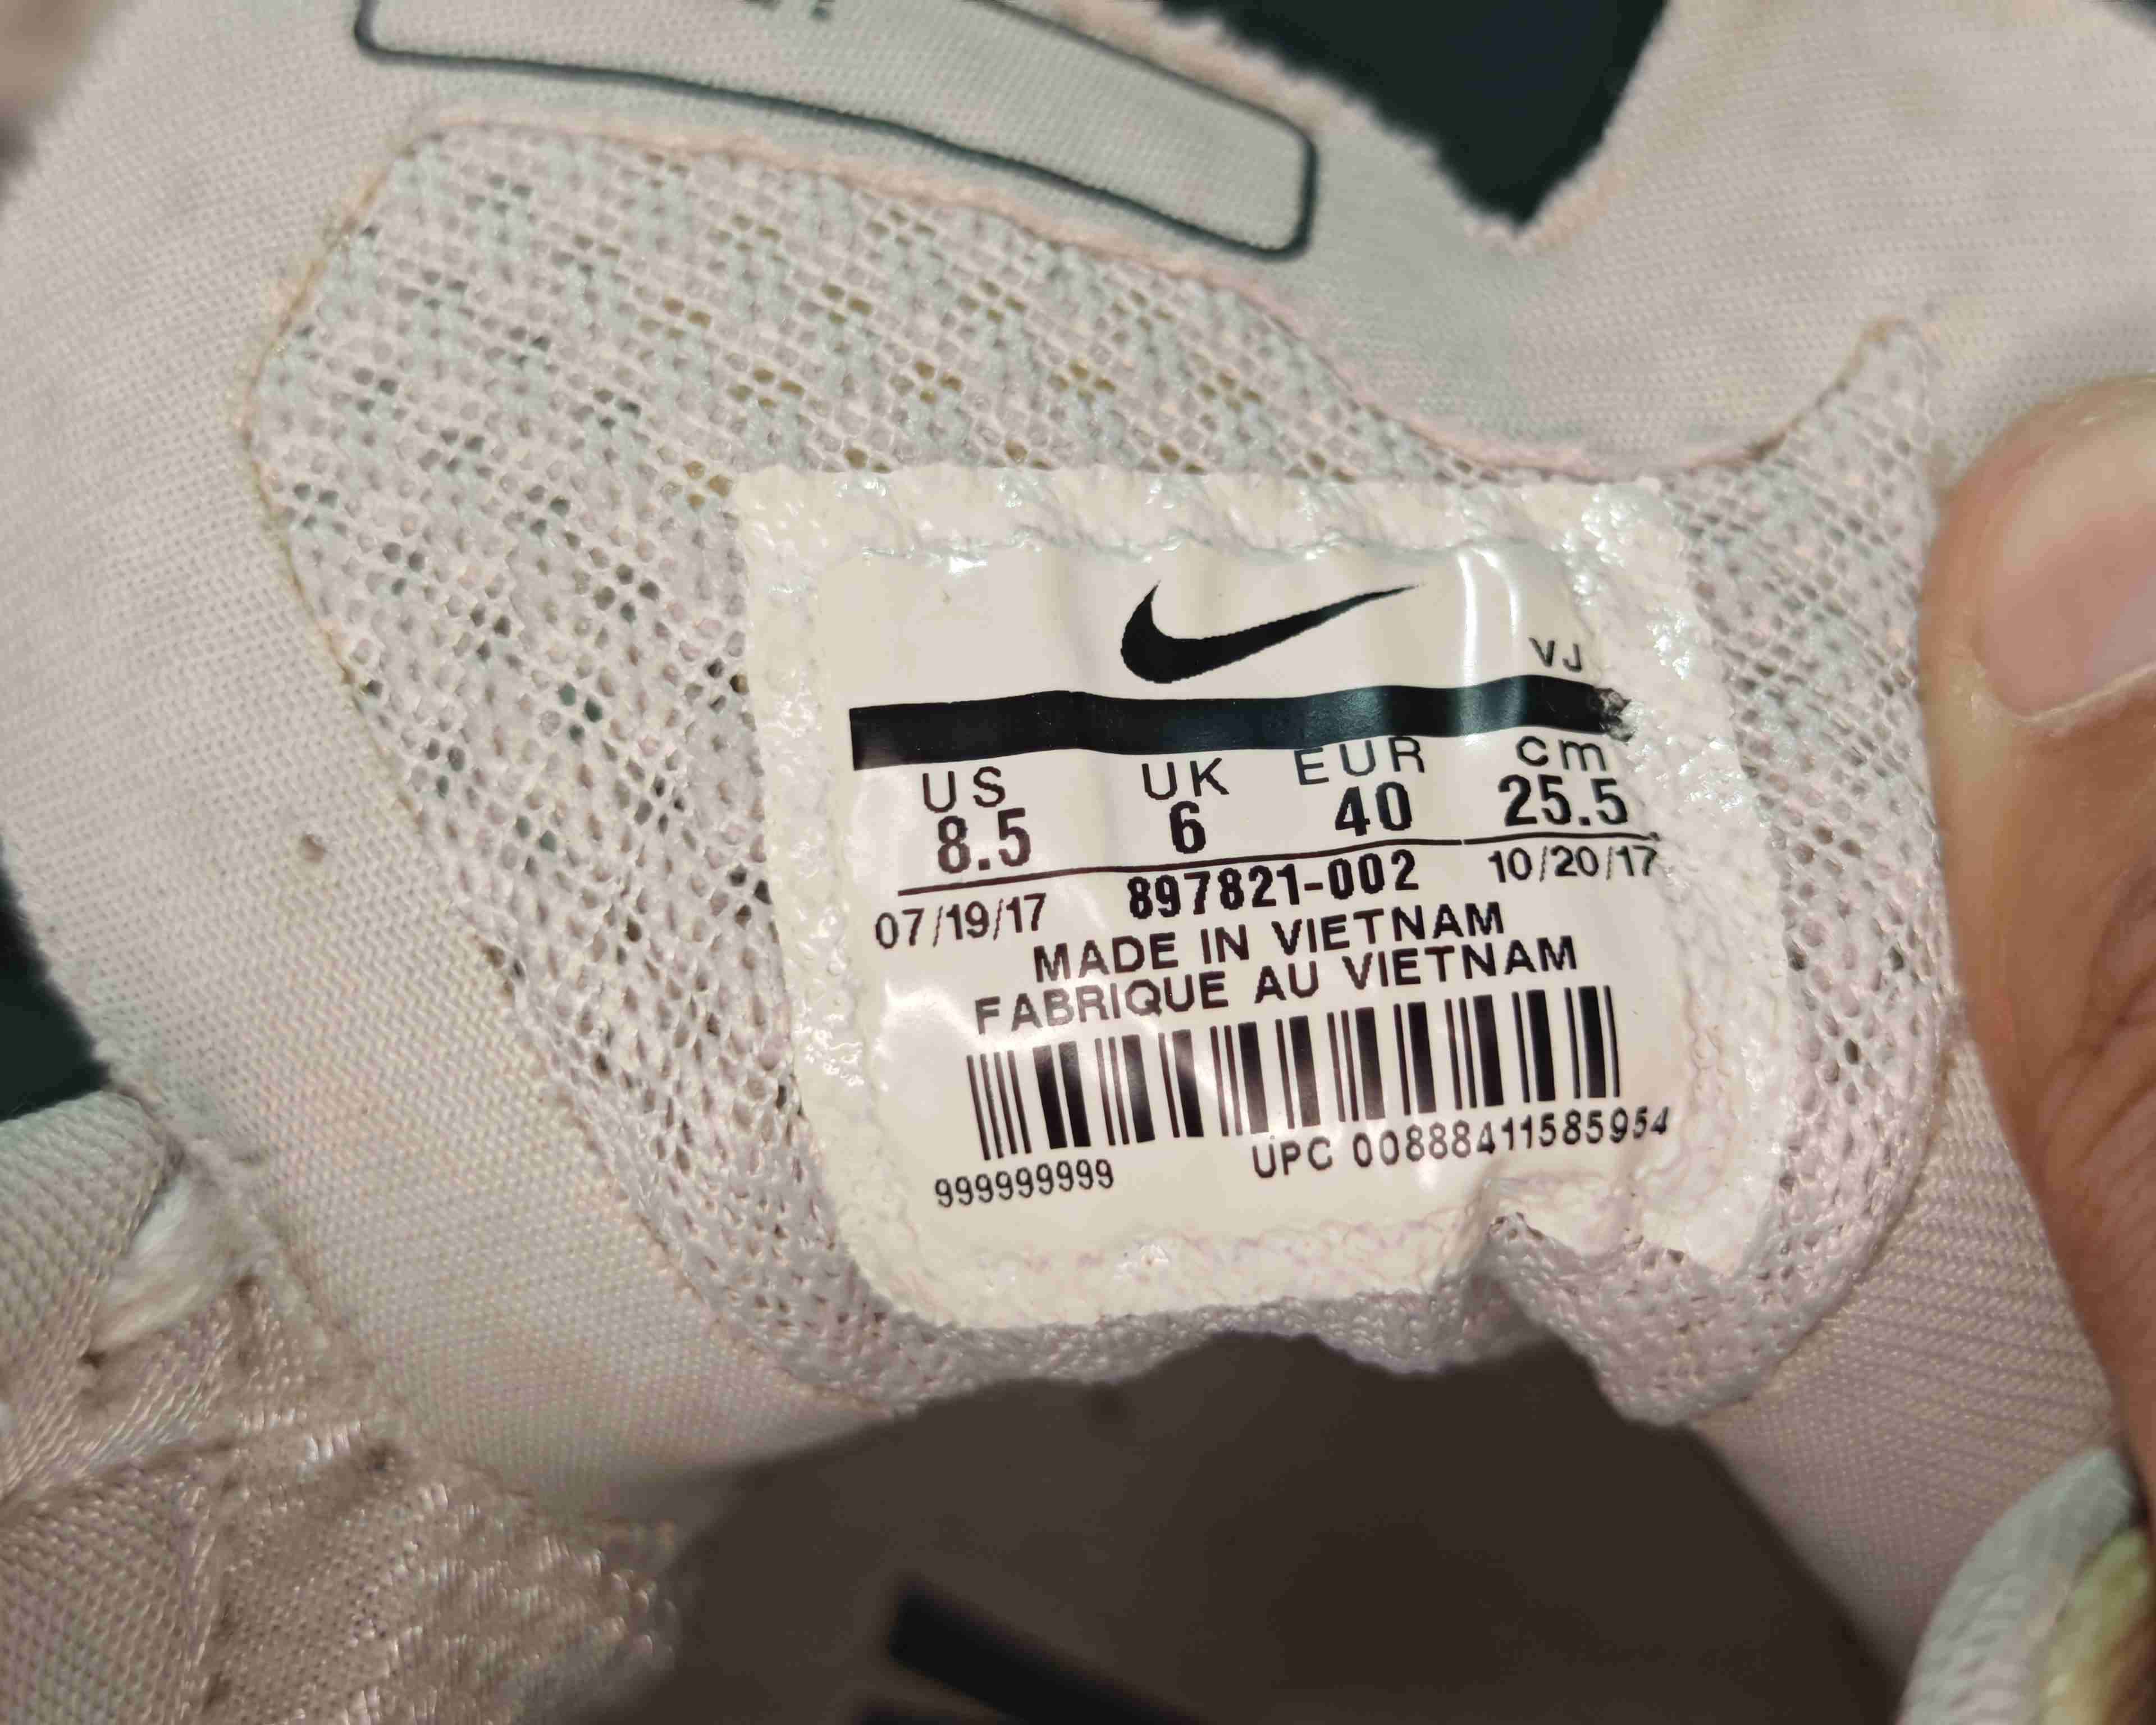 VJ
US UK EUR cm
8.5 6 40 25.5
07/19/17 897821-002 10/20/17
MADE IN VIETNAM
FABRIQUE AU VIETNAM
999999999 UPC 00888411585954